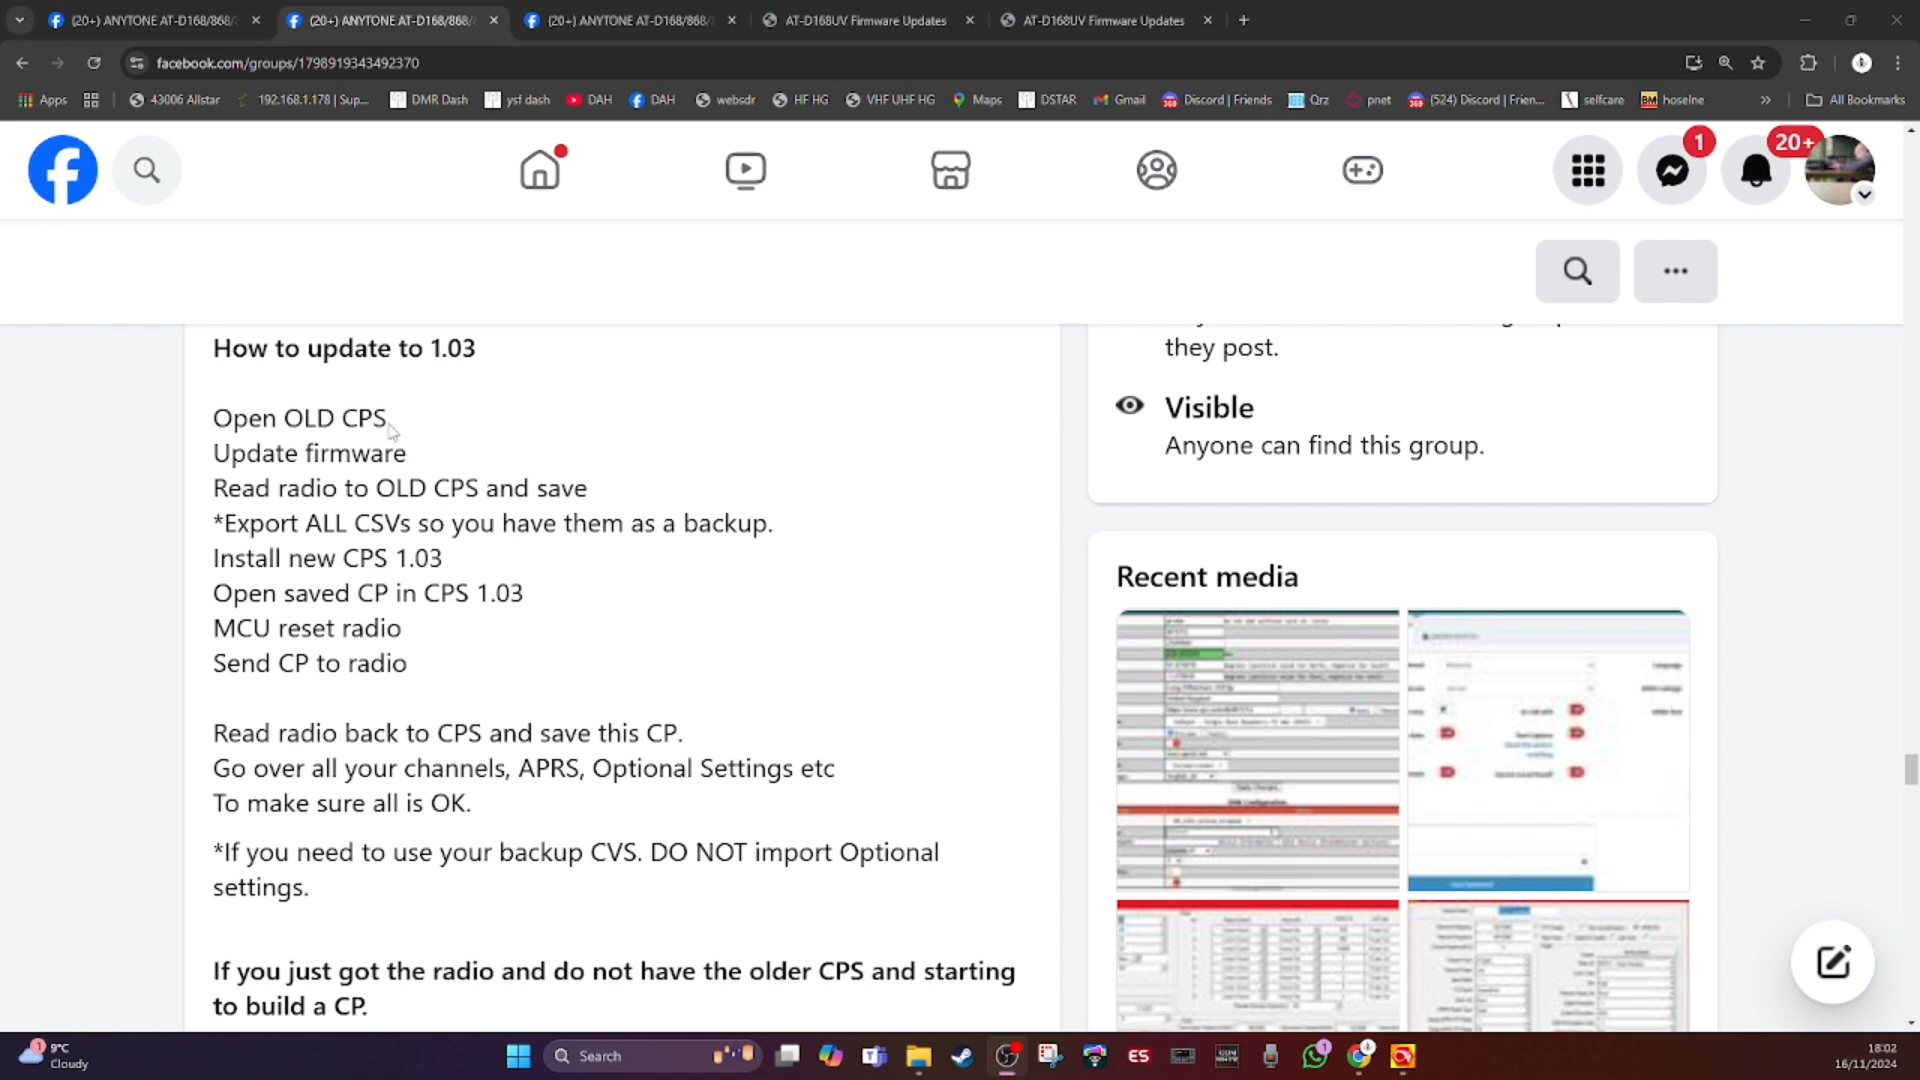 (20+) ANYTONE AT-D168/868/
(20+) ANYTONE AT-D168/868/
(20+) ANYTONE AT-D168/868/
AT-D168UV Firmware Updates
AT-D168UV Firmware Updates
facebook.com/groups/1798919343492370
Apps
43006 Allstar
192.168.1.178 | Sup...
DMR Dash
ysf dash
DAH
DAH
websdr
HF HG
VHF UHF HG
Maps
DSTAR
Gmail
Discord | Friends
Qrz
pnet
(524) Discord | Frien...
selfcare
hoselne
All Bookmarks
1
20+
How to update to 1.03
Open OLD CPS
Update firmware
Read radio to OLD CPS and save
*Export ALL CSVs so you have them as a backup.
Install new CPS 1.03
Open saved CP in CPS 1.03
MCU reset radio
Send CP to radio
Read radio back to CPS and save this CP.
Go over all your channels, APRS, Optional Settings etc
To make sure all is OK.
*If you need to use your backup CVS. DO NOT import Optional
settings.
If you just got the radio and do not have the older CPS and starting
to build a CP.
they post.
Visible
Anyone can find this group.
Recent media
1
9°C
Cloudy
Search
ES
1
18:02
16/11/2024